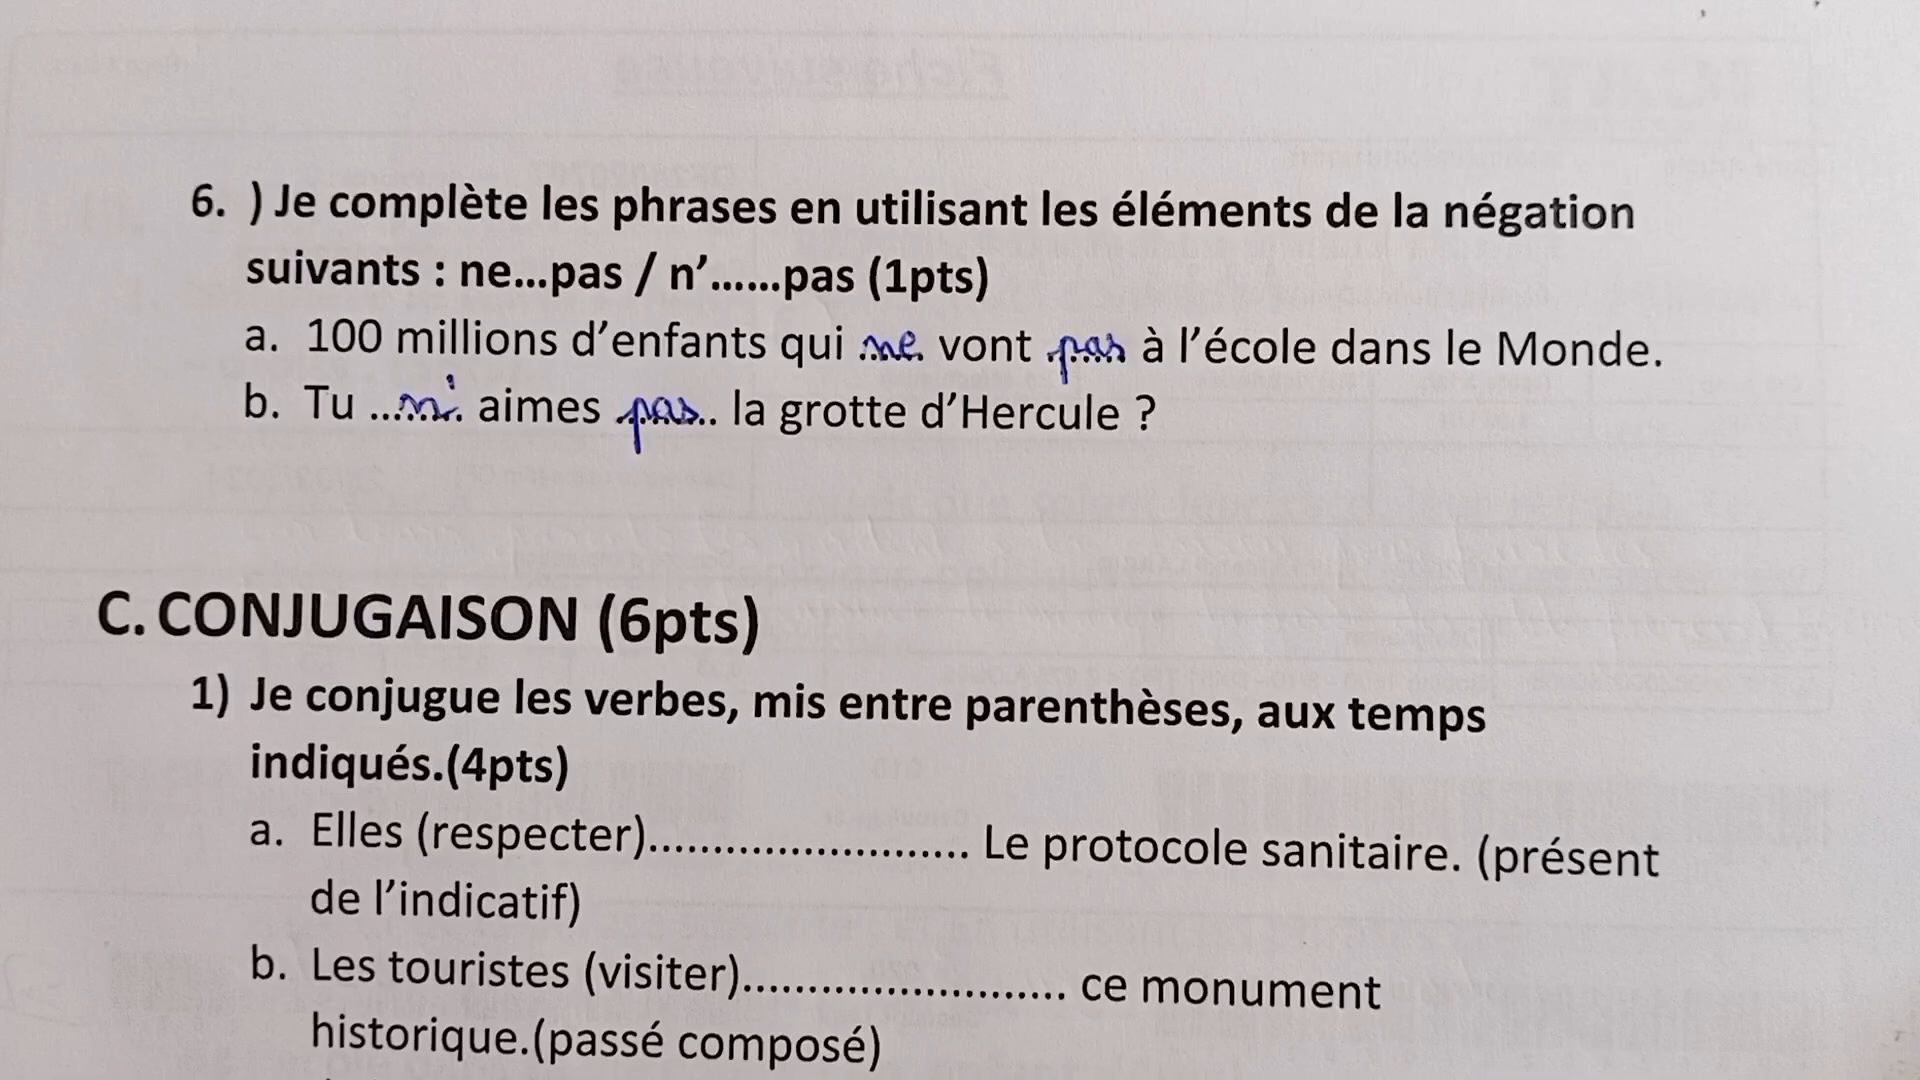 6. ) Je complète les phrases en utilisant les éléments de la négation
suivants : ne...pas / n'......pas (1pts)
a. 100 millions d'enfants qui ne vont pas à l'école dans le Monde.
b. Tu ...n'. aimes pas.. la grotte d'Hercule ?
C. CONJUGAISON (6pts)
1) Je conjugue les verbes, mis entre parenthèses, aux temps
indiqués.(4pts)
a. Elles (respecter)......................... Le protocole sanitaire. (présent
de l'indicatif)
b. Les touristes (visiter)......................... ce monument
historique.(passé composé)